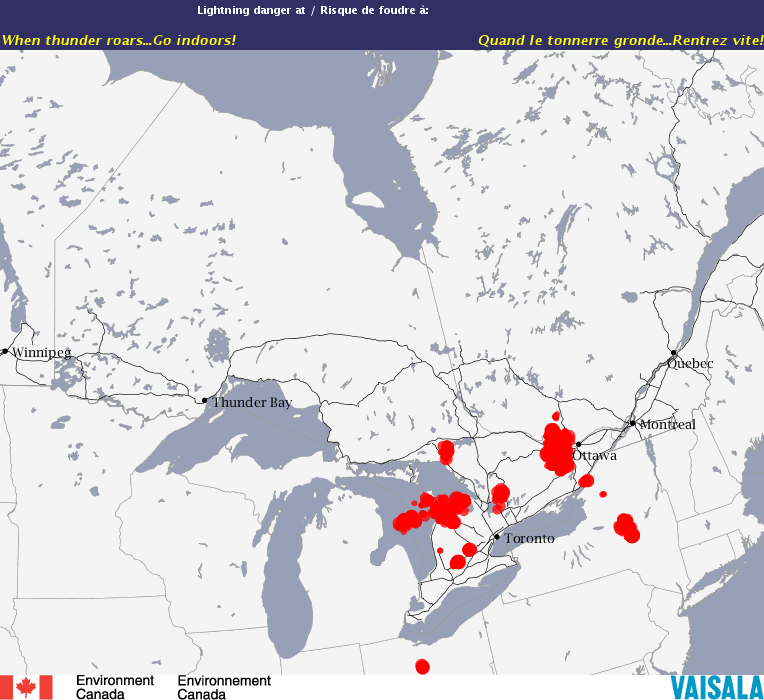 Lightning danger at / Risque de foudre à:
When thunder roars...Go indoors!
Quand le tonnerre gronde...Rentrez vite!
Winnipeg
Quebec
Thunder Bay
Montreal
Ottawa
Toronto
Environment Canada
Environnement Canada
VAISALA